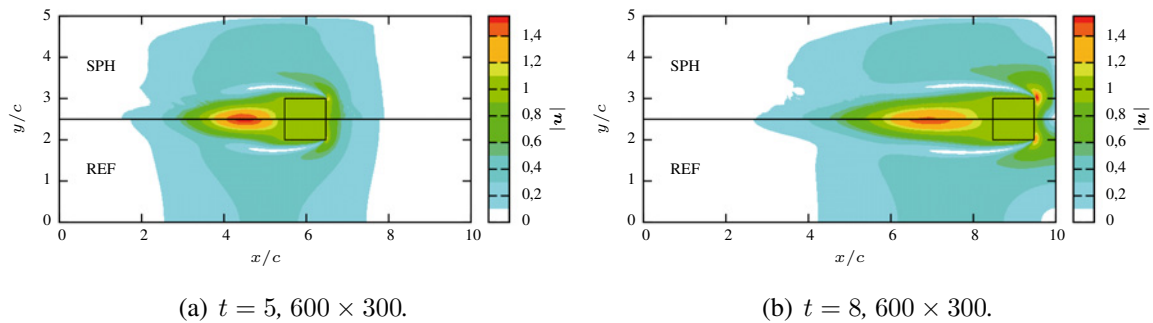 5
4
3
2
1
0
y/c
SPH
REF
0 2 4 6 8 10
x/c
1,4
1,2
1
0,8
0,6
0,4
0,2
0
|u|
5
4
3
2
1
0
y/c
SPH
REF
0 2 4 6 8 10
x/c
1,4
1,2
1
0,8
0,6
0,4
0,2
0
|u|
(a) t = 5, 600 × 300.
(b) t = 8, 600 × 300.